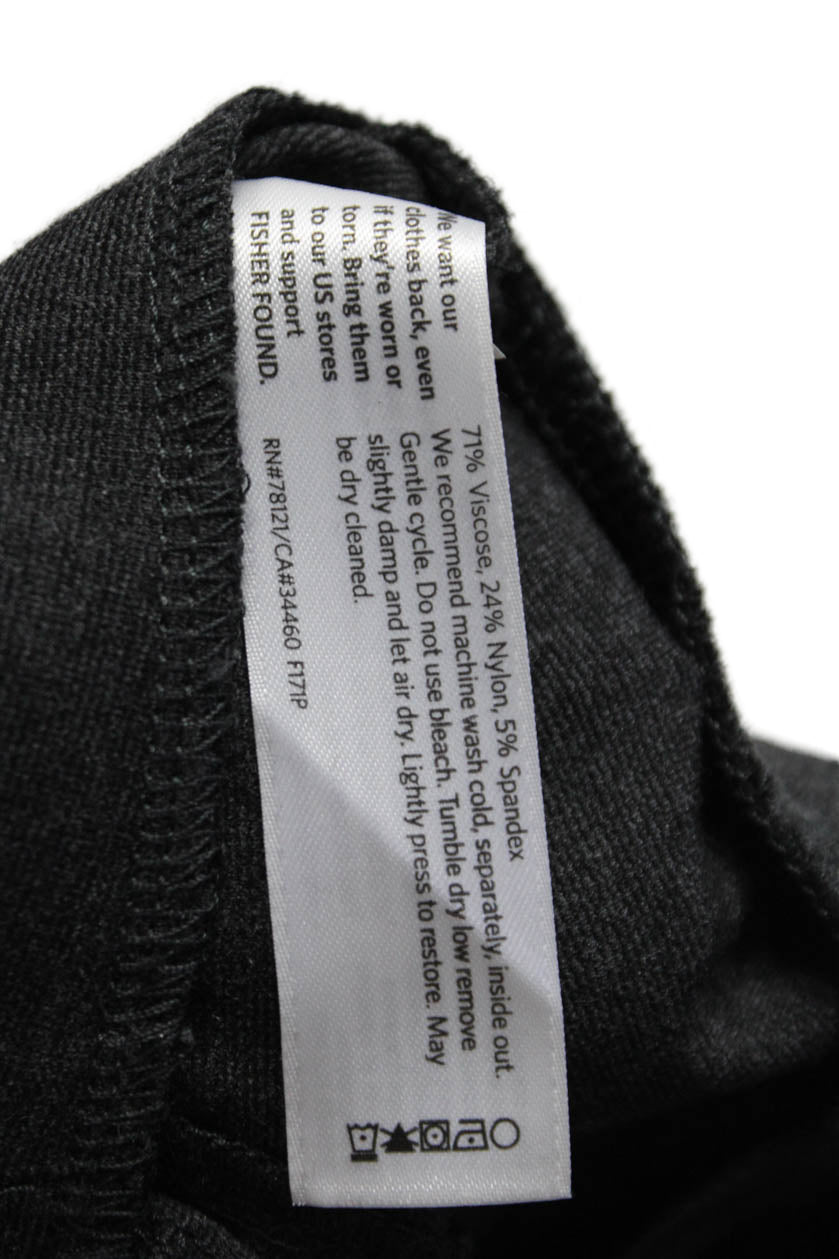 We want our
clothes back, even
if they're worn or
torn. Bring them
to our US stores
and support
FISHER FOUND.
71% Viscose, 24% Nylon, 5% Spandex
We recommend machine wash cold, separately, inside out.
Gentle cycle. Do not use bleach. Tumble dry low remove
slightly damp and let air dry. Lightly press to restore. May
be dry cleaned.
RN#78121/CA#34460 F171P